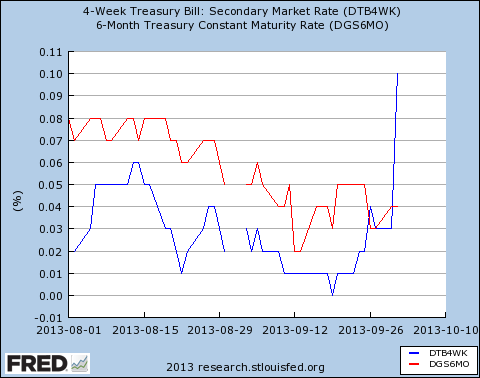 4-Week Treasury Bill: Secondary Market Rate (DTB4WK)
6-Month Treasury Constant Maturity Rate (DGS6MO)
0.11
0.10
0.09
0.08
0.07
0.06
0.05
0.04
0.03
0.02
0.01
0.00
-0.01
(%)
2013-08-01 2013-08-15 2013-08-29 2013-09-12 2013-09-26 2013-10-10
FRED
2013 research.stlouisfed.org
DTB4WK
DGS6MO